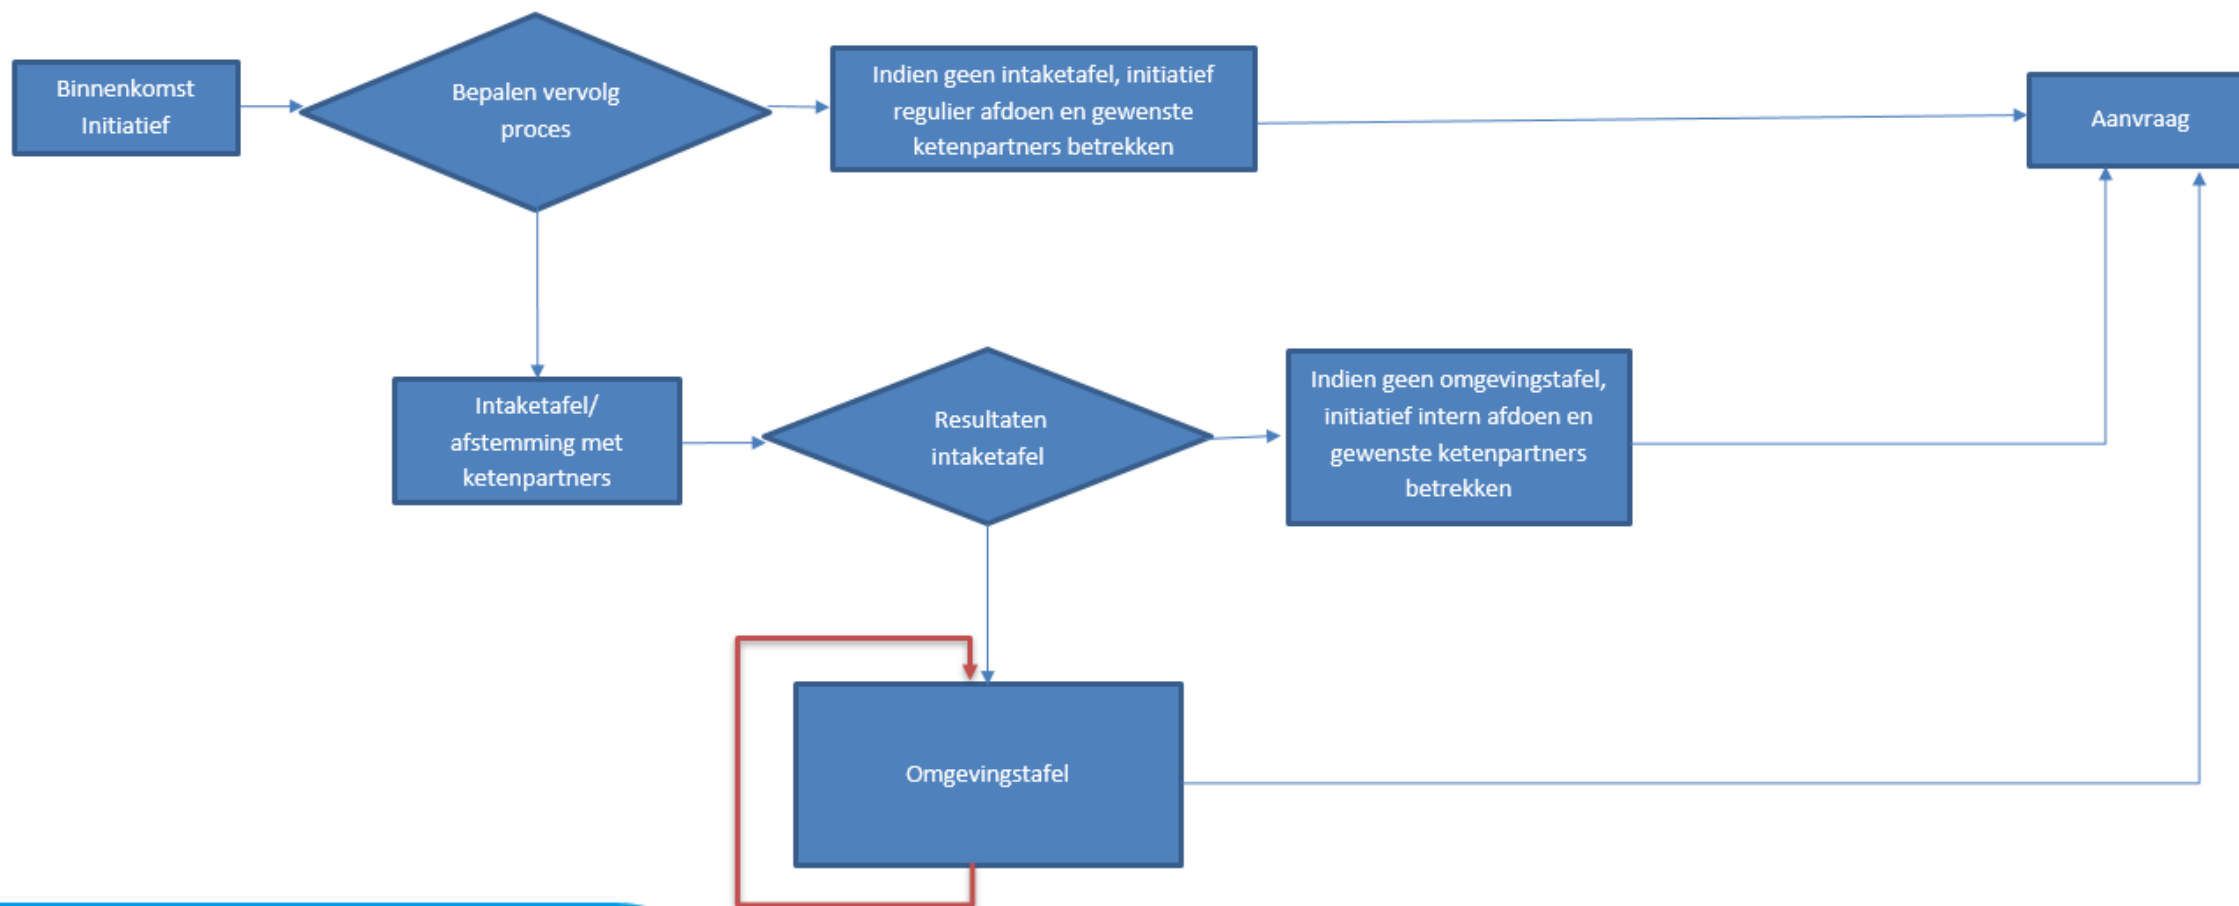 Binnenkomst
Initiatief
Bepalen vervolg
proces
Indien geen intaketafel, initiatief
regulier afdoen en gewenste
ketenpartners betrekken
Aanvraag
Intaketafel/
afstemming met
ketenpartners
Resultaten
intaketafel
Indien geen omgevingstafel,
initiatief intern afdoen en
gewenste ketenpartners
betrekken
Omgevingstafel